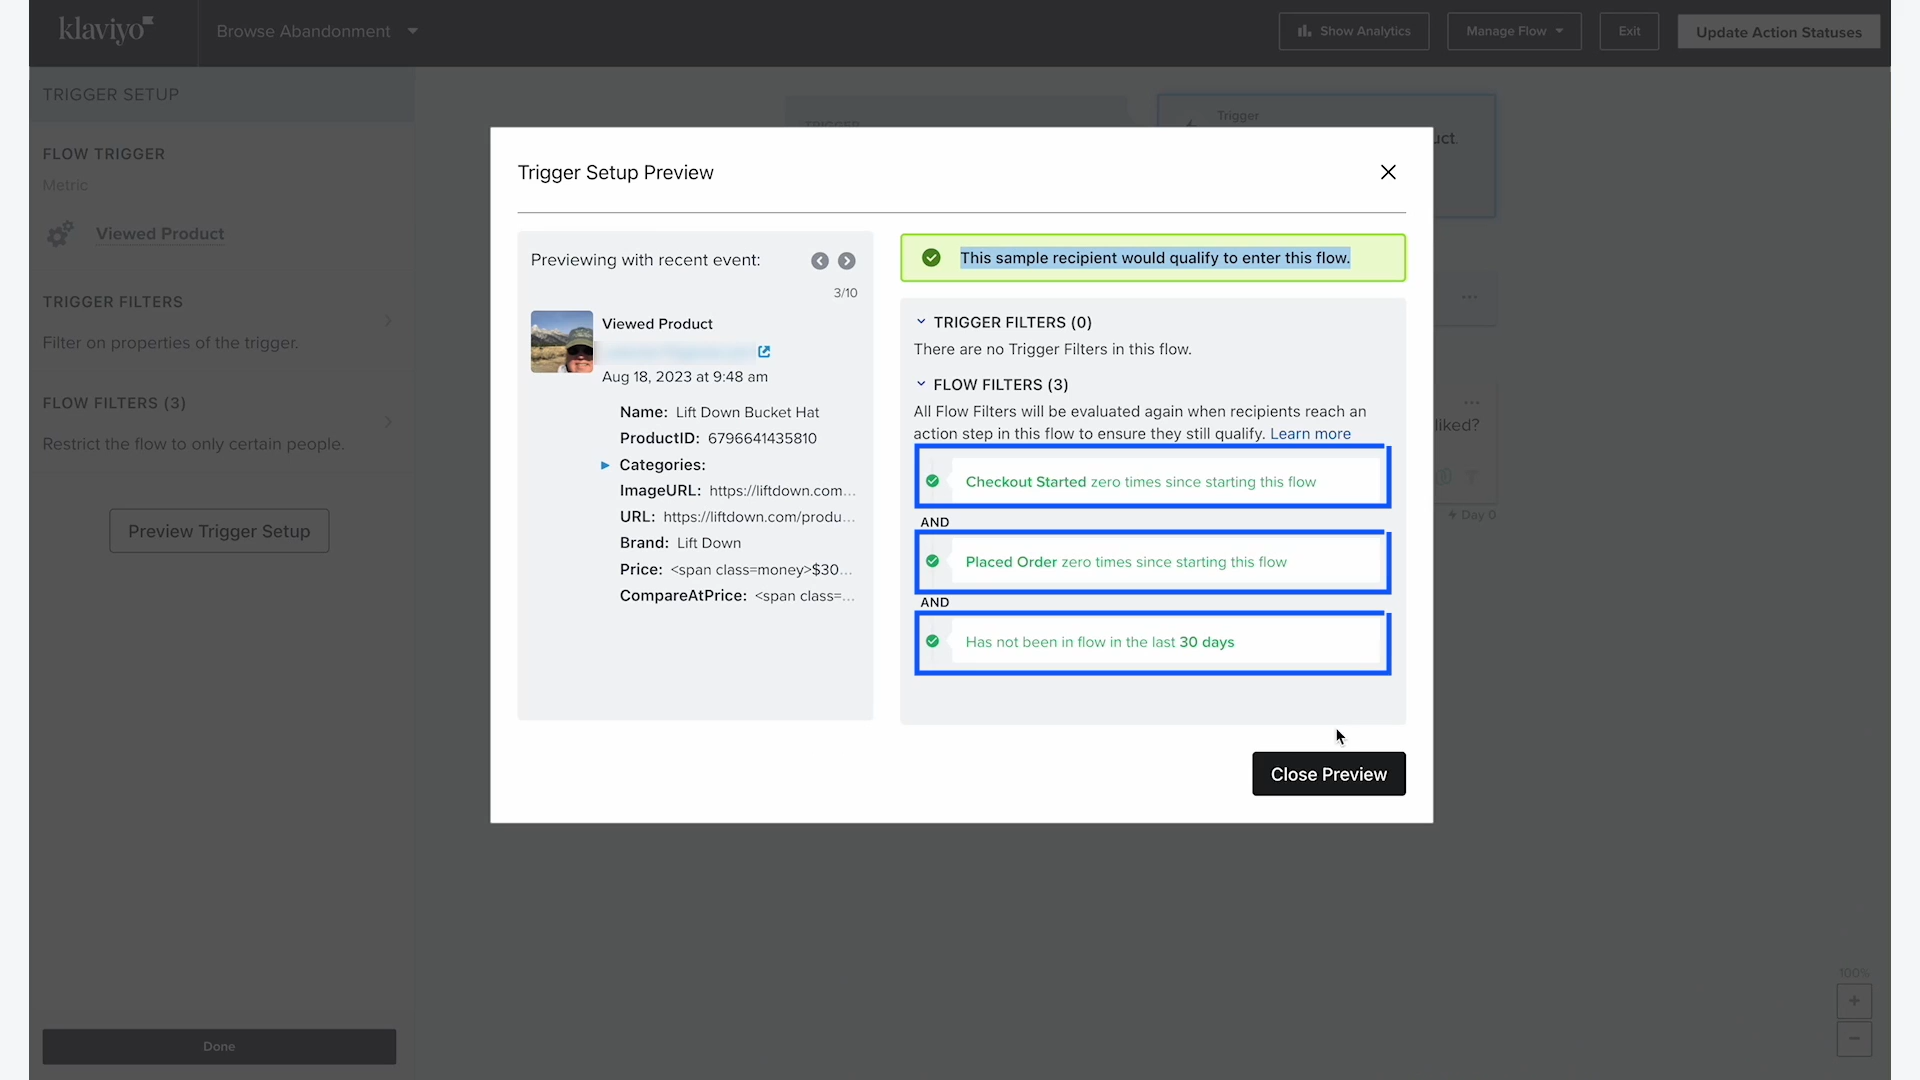 klaviyo
Browse Abandonment
Show Analytics
Manage Flow
Exit
Update Action Statuses
TRIGGER SETUP
FLOW TRIGGER
Metric
Viewed Product
TRIGGER FILTERS
Filter on properties of the trigger.
FLOW FILTERS (3)
Restrict the flow to only certain people.
Preview Trigger Setup
Done
TRIGGER
Trigger
uct.
liked?
Day 0
100%
Trigger Setup Preview
Previewing with recent event:
3/10
Viewed Product
Aug 18, 2023 at 9:48 am
Name: Lift Down Bucket Hat
ProductID: 6796641435810
Categories:
ImageURL: https://liftdown.com...
URL: https://liftdown.com/produ...
Brand: Lift Down
Price: <span class=money>$30...
CompareAtPrice: <span class=...
This sample recipient would qualify to enter this flow.
TRIGGER FILTERS (0)
There are no Trigger Filters in this flow.
FLOW FILTERS (3)
All Flow Filters will be evaluated again when recipients reach an
action step in this flow to ensure they still qualify. Learn more
Checkout Started zero times since starting this flow
AND
Placed Order zero times since starting this flow
AND
Has not been in flow in the last 30 days
Close Preview